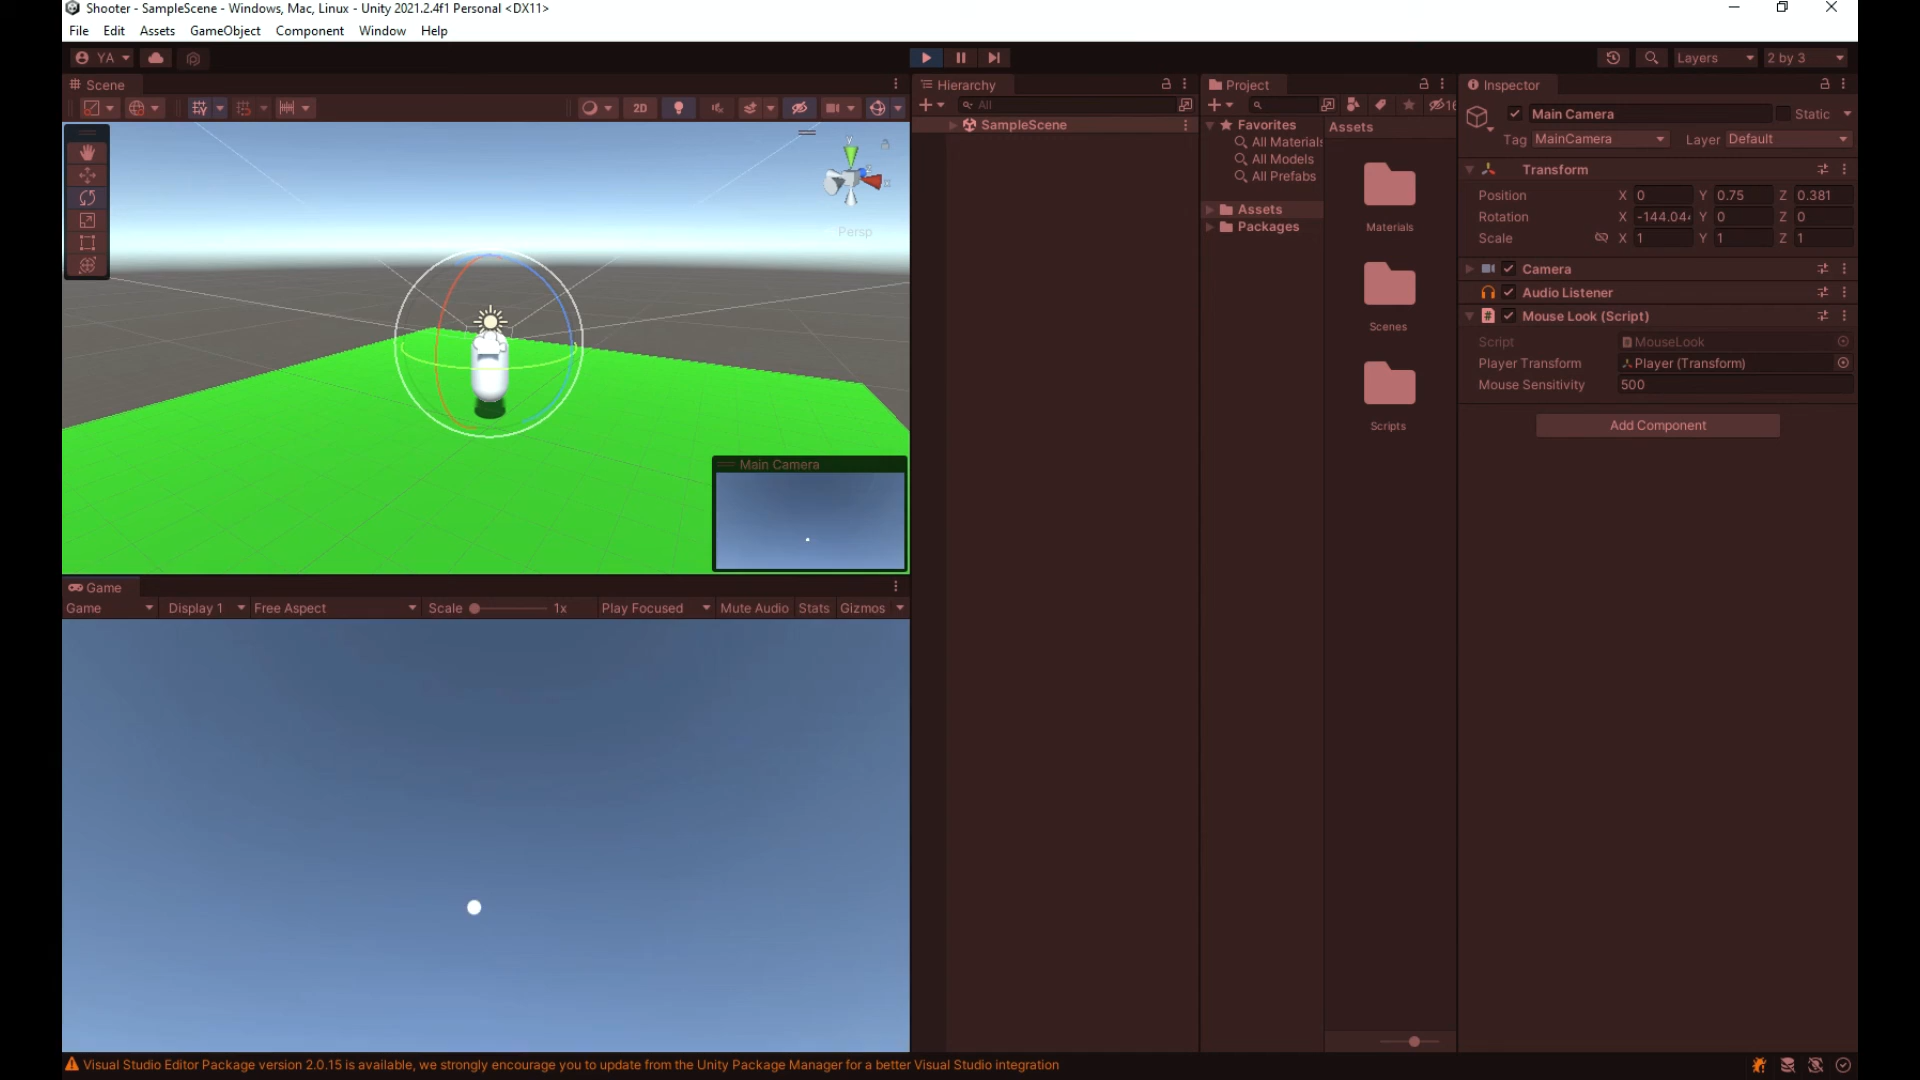 Shooter - SampleScene - Windows, Mac, Linux - Unity 2021.2.4f1 Personal <DX11>
File Edit Assets GameObject Component Window Help
YA
Layers
2 by 3
Scene
2D
Persp
Main Camera
Game
Game Display 1 Free Aspect Scale 1x Play Focused Mute Audio Stats Gizmos
Hierarchy
All
SampleScene
Project
16
Favorites
All Materials
All Models
All Prefabs
Assets
Packages
Assets
Materials
Scenes
Scripts
Inspector
Main Camera Static
Tag MainCamera Layer Default
Transform
Position X 0 Y 0.75 Z 0.381
Rotation X -144.044 Y 0 Z 0
Scale X 1 Y 1 Z 1
Camera
Audio Listener
Mouse Look (Script)
Script MouseLook
Player Transform Player (Transform)
Mouse Sensitivity 500
Add Component
Visual Studio Editor Package version 2.0.15 is available, we strongly encourage you to update from the Unity Package Manager for a better Visual Studio integration